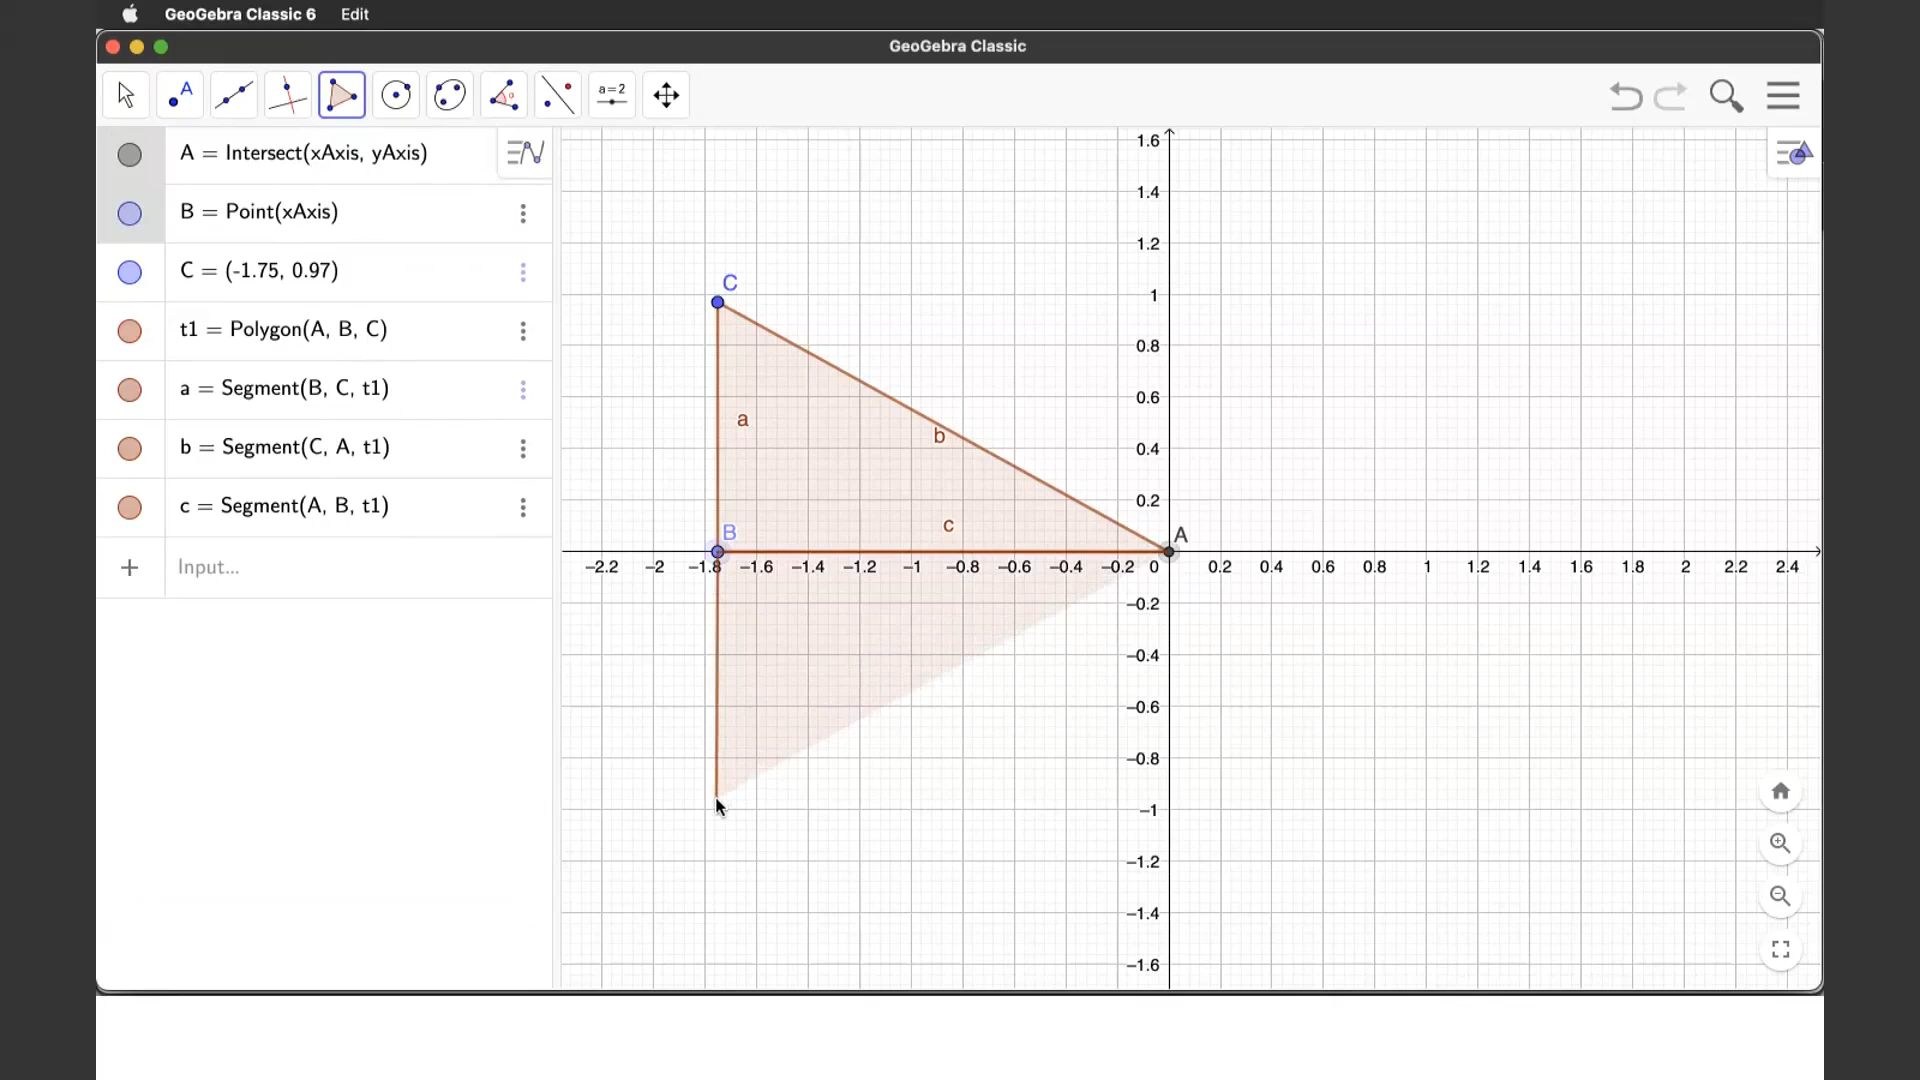 GeoGebra Classic 6 Edit
GeoGebra Classic
A
α
a=2
A = Intersect(xAxis, yAxis)
B = Point(xAxis)
C = (-1.75, 0.97)
t1 = Polygon(A, B, C)
a = Segment(B, C, t1)
b = Segment(C, A, t1)
c = Segment(A, B, t1)
+ Input...
1.6
1.4
1.2
C
1
0.8
0.6
a
b
0.4
0.2
B
c
A
−2.2 −2 −1.8 −1.6 −1.4 −1.2 −1 −0.8 −0.6 −0.4 −0.2 0 0.2 0.4 0.6 0.8 1 1.2 1.4 1.6 1.8 2 2.2 2.4
−0.2
−0.4
−0.6
−0.8
−1
−1.2
−1.4
−1.6